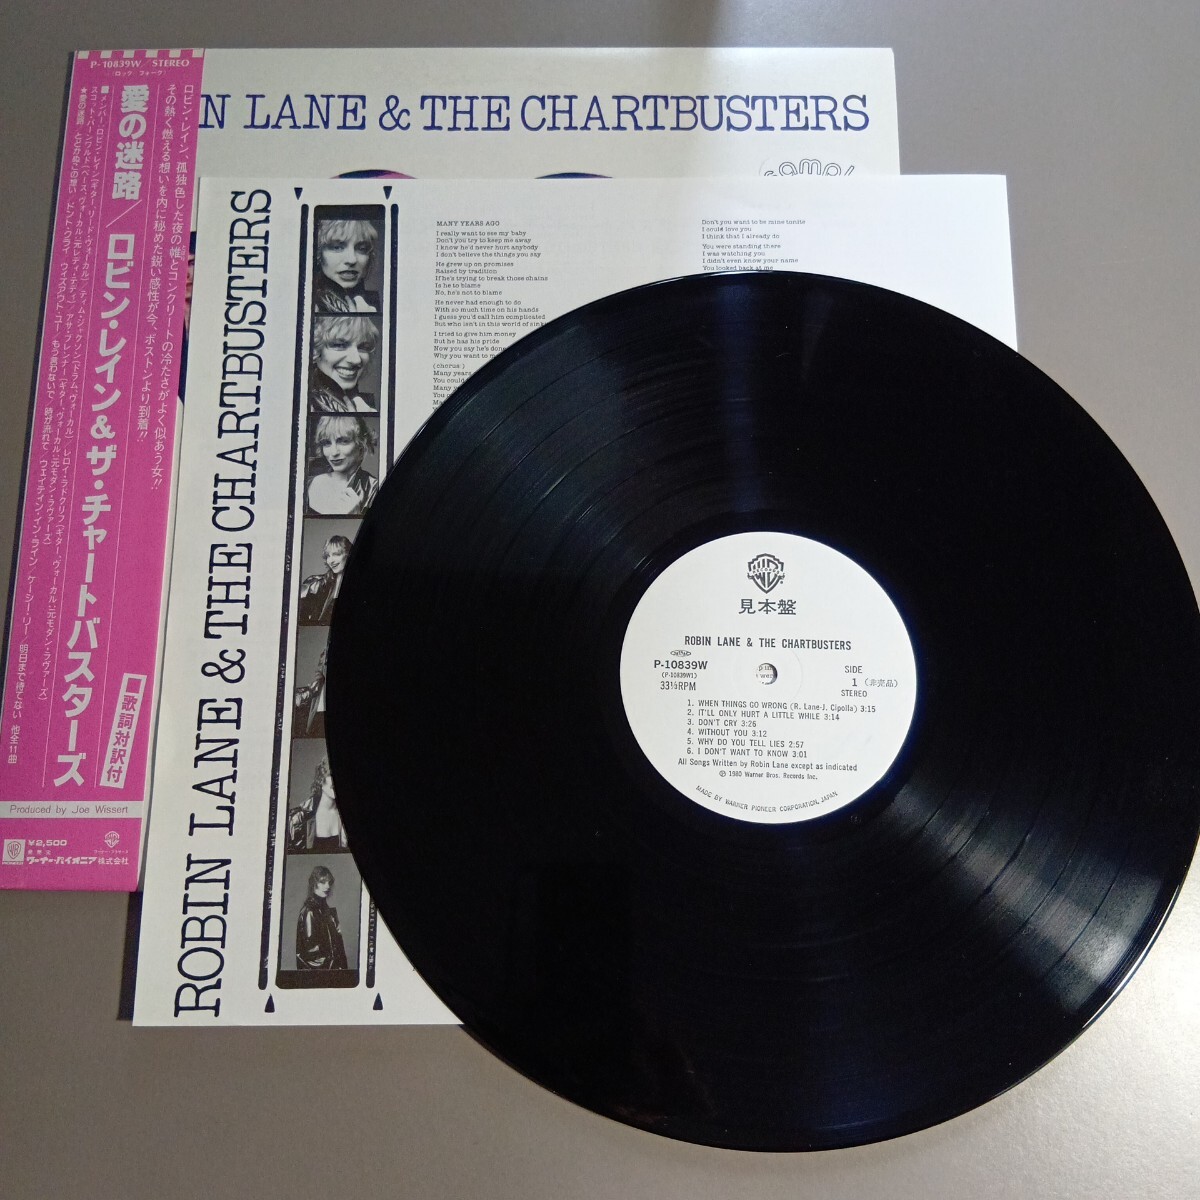 P-10839W／STEREO
(ロック フォーク)
ロビン・レイン、孤独色した夜の帷とコンクリートの冷たさがよく似あう女!!
その熱く燃える想いを内に秘めた鋭い感性が今、ボストンより到着!!
愛の迷路／ロビン・レイン&ザ・チャートバスターズ
歌詞対訳付
Produced by Joe Wissert
¥2,500
ワーナー・パイオニア株式会社
N LANE & THE CHARTBUSTERS
ROBIN LANE & THE CHARTBUSTERS
MANY YEARS AGO
I really want to see my baby
Don't you try to keep me away
I know he'd never hurt anybody
I don't believe the things you say
He grew up on promises
Raised by tradition
If he's trying to break those chains
Is he to blame
No, he's not to blame
He never had enough to do
With so much time on his hands
I guess you'd call him complicated
But who isn't in this world of
I tried to give him money
But he has his pride
Now you say he's done
Why you want to
(chorus:)
Many years
You could
Many
Don't you want to be mine tonite
I could love you
I think that I already do
You were standing there
I was watching you
I didn't even know your name
You looked back at me
WB
RECORDS
見本盤
ROBIN LANE & THE CHARTBUSTERS
P-10839W
(P-10839W1)
33⅓RPM
SIDE
1 (非売品)
STEREO
1. WHEN THINGS GO WRONG (R. Lane-J. Cipolla) 3:15
2. IT'LL ONLY HURT A LITTLE WHILE 3:14
3. DON'T CRY 3:26
4. WITHOUT YOU 3:12
5. WHY DO YOU TELL LIES 2:57
6. I DON'T WANT TO KNOW 3:01
All Songs Written by Robin Lane except as indicated
℗ 1980 Warner Bros. Records Inc.
MADE BY WARNER PIONEER CORPORATION, JAPAN